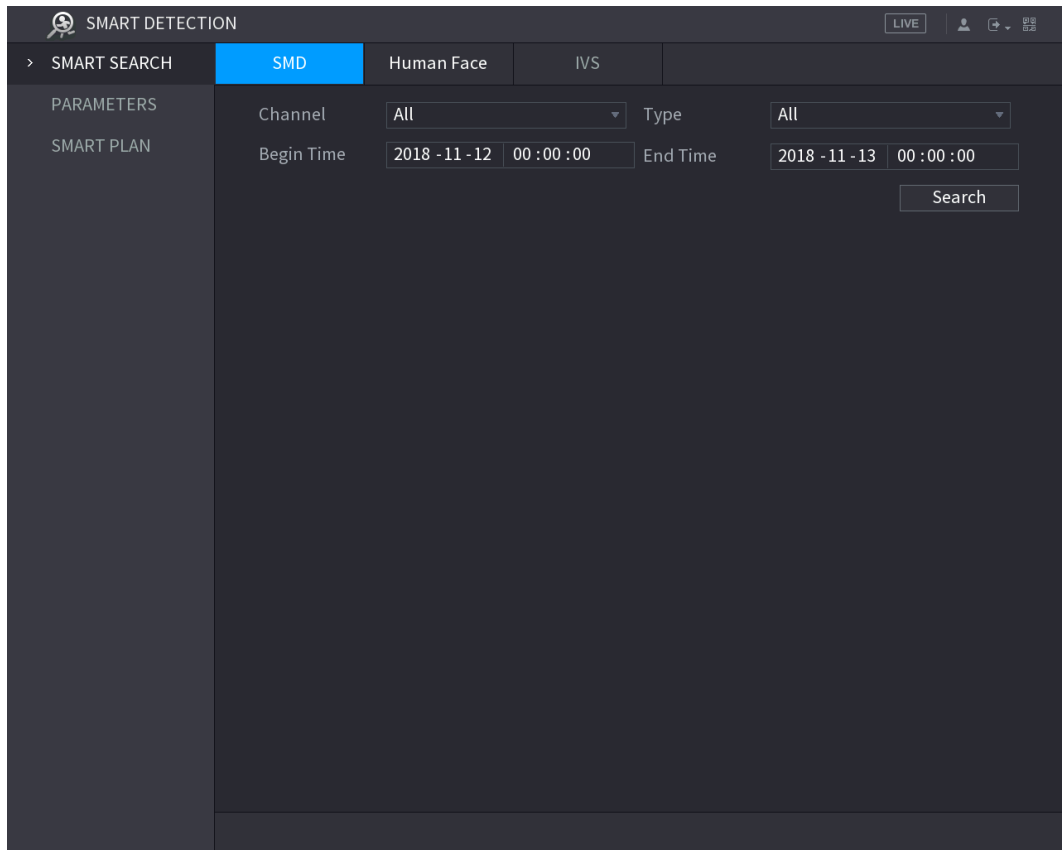 SMART DETECTION LIVE
> SMART SEARCH SMD Human Face IVS
PARAMETERS Channel All Type All
SMART PLAN Begin Time 2018 -11 -12 00 :00 :00 End Time 2018 -11 -13 00 :00 :00
Search